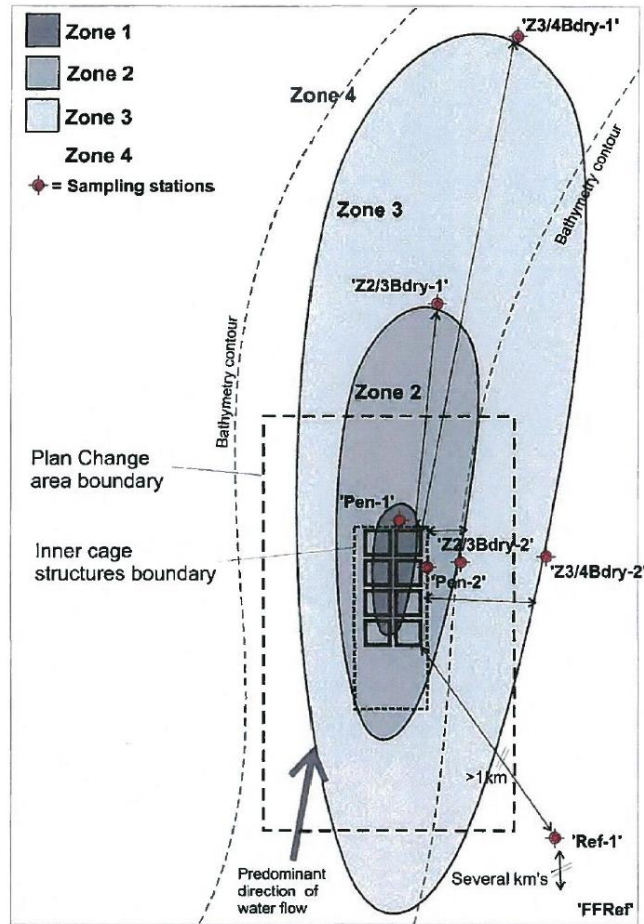 Zone 1
Zone 2
Zone 3
Zone 4
= Sampling stations
'Z3/4Bdry-1'
Zone 4
Bathymetry contour
Zone 3
Bathymetry contour
'Z2/3Bdry-1'
Zone 2
Plan Change
area boundary
'Pen-1'
Inner cage
structures boundary
'Z2/3Bdry-2'
'Pen-2'
'Z3/4Bdry-2'
>1km
'Ref-1'
Predominant
direction of
water flow
Several km's
'FFRef'